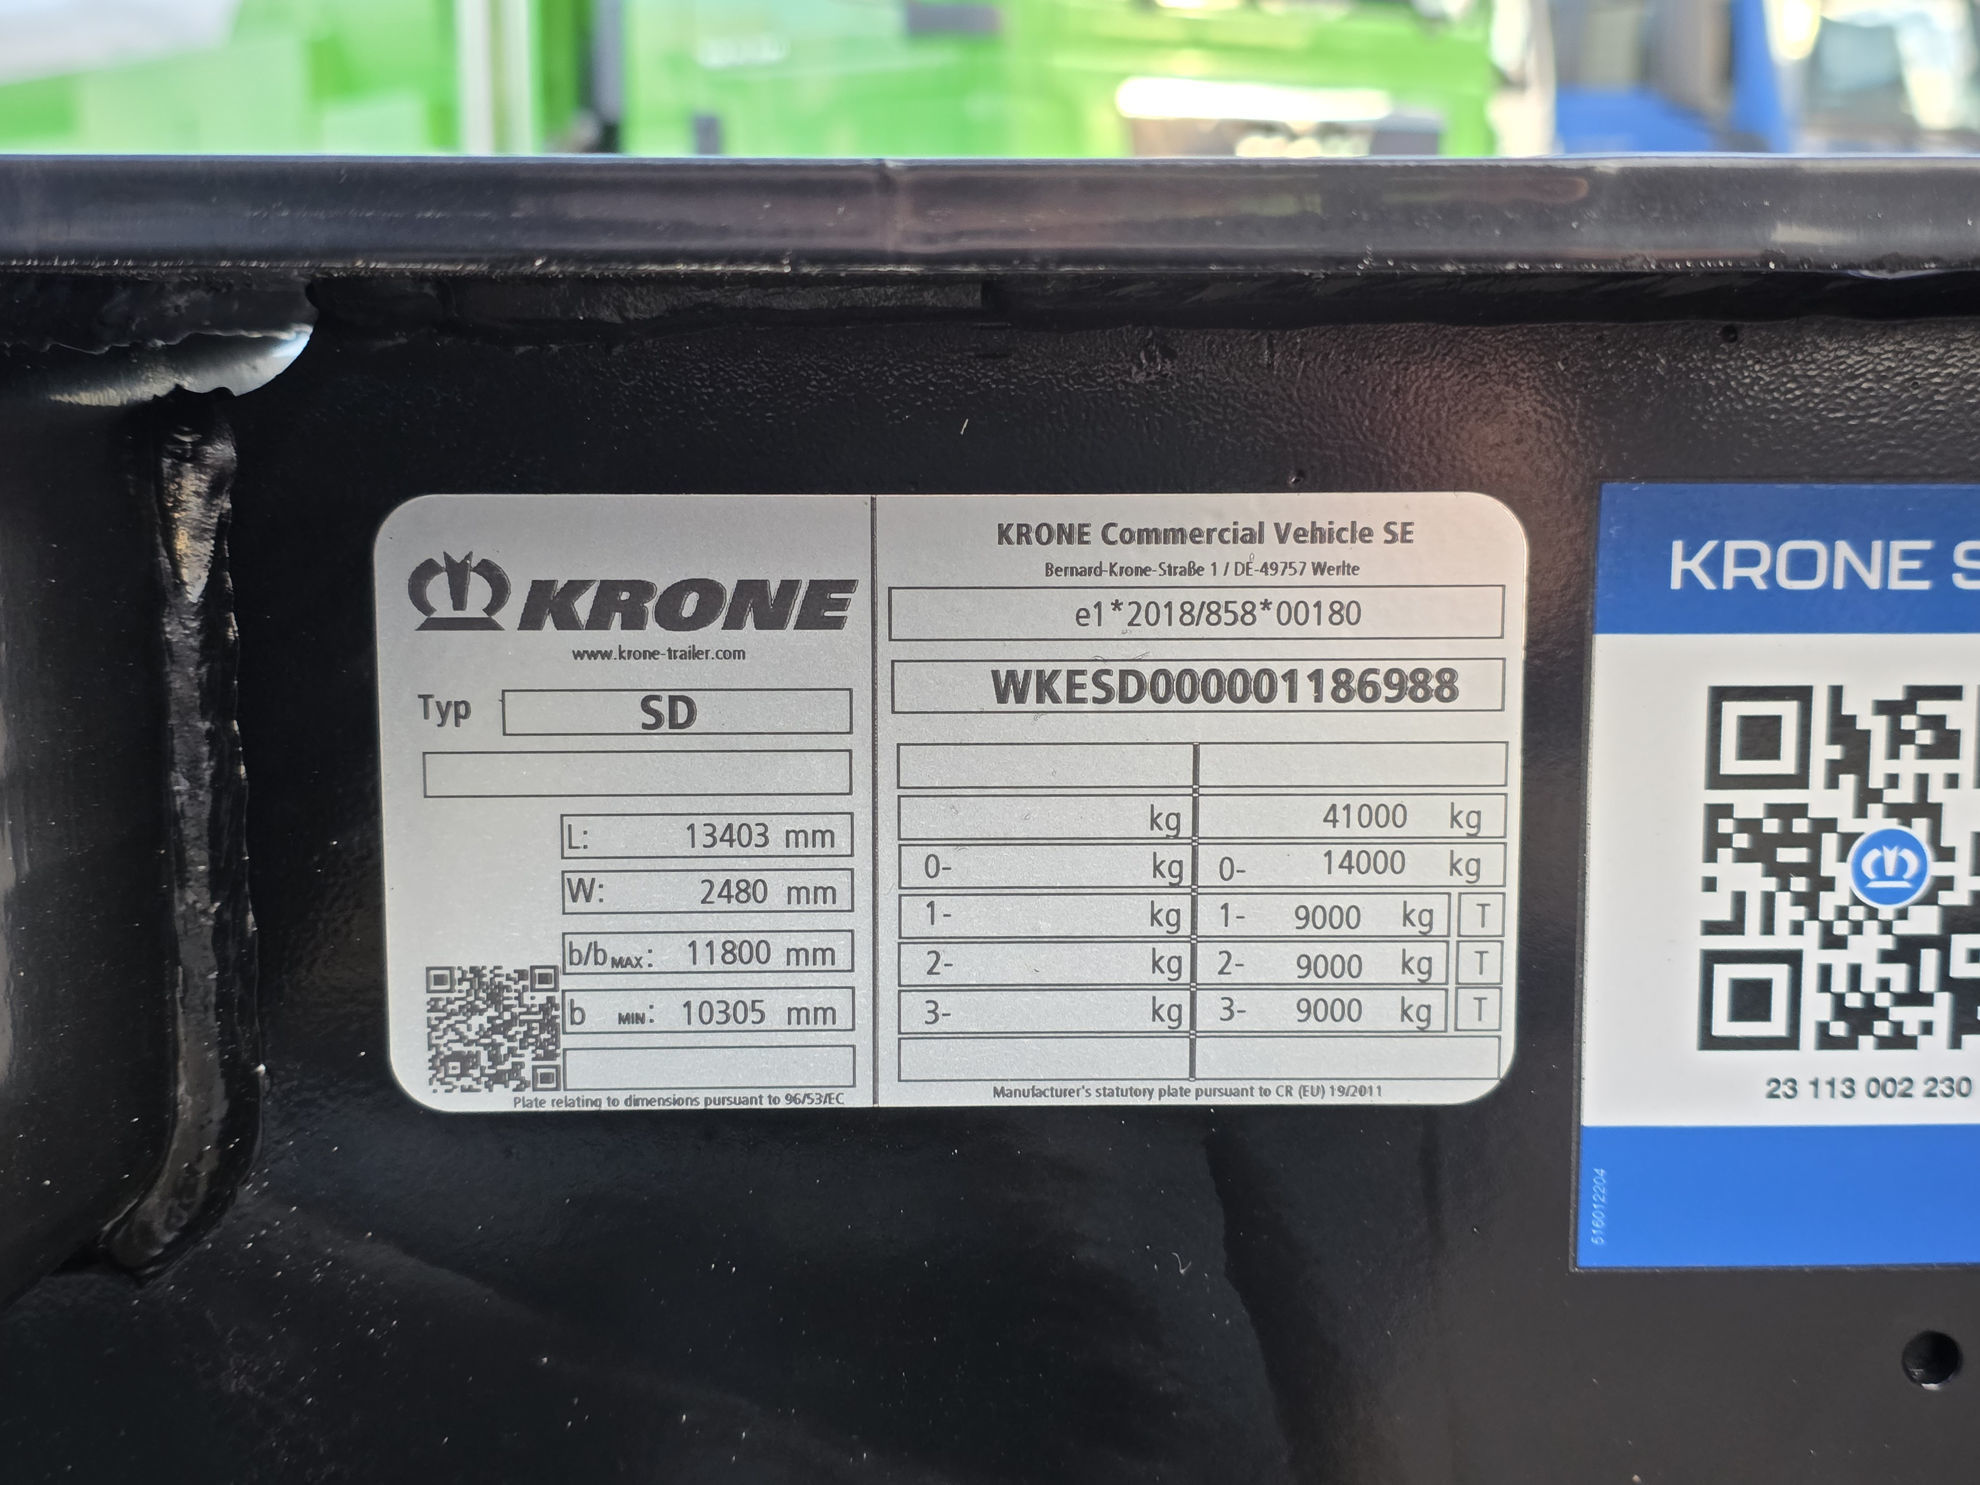 KRONE
www.krone-trailer.com
Typ SD
L: 13403 mm
W: 2480 mm
b/b MAX: 11800 mm
b MIN: 10305 mm
Plate relating to dimensions pursuant to 96/53/EC
KRONE Commercial Vehicle SE
Bernard-Krone-Straße 1 / DE-49757 Werlte
e1*2018/858*00180
WKESD000001186988
kg 41000 kg
0- kg 0- 14000 kg
1- kg 1- 9000 kg T
2- kg 2- 9000 kg T
3- kg 3- 9000 kg T
Manufacturer's statutory plate pursuant to CR (EU) 19/2011
KRONE S
23 113 002 230
516012204